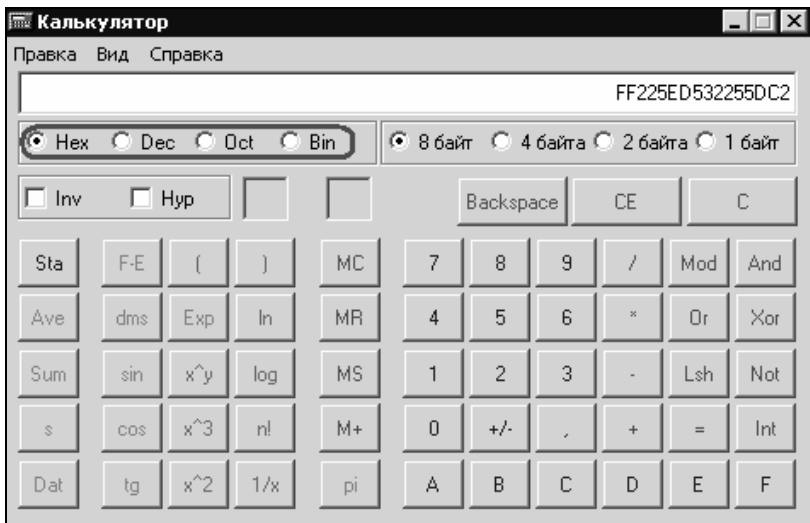 Калькулятор
Правка Вид Справка
FF225ED532255DC2
Hex Dec Oct Bin 8 байт 4 байта 2 байта 1 байт
Inv Hyp Backspace CE C
Sta F-E ( ) MC 7 8 9 / Mod And
Ave dms Exp ln MR 4 5 6 * Or Xor
Sum sin x^y log MS 1 2 3 - Lsh Not
s cos x^3 n! M+ 0 +/- , + = Int
Dat tg x^2 1/x pi A B C D E F